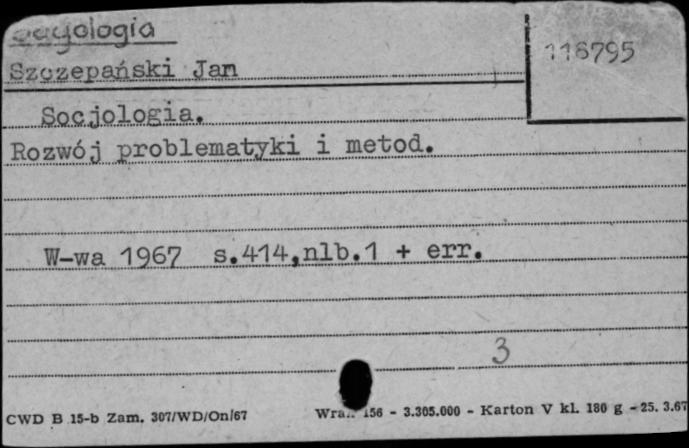 Socjologia
116795
Szczepański Jan
Socjologia.
Rozwój problematyki i metod.
W-wa 1967 s.414,nlb.1 + err.
3
CWD B 15-b Zam. 307/WD/On/67 156 - 3.305.000 - Karton V kl. 180 g - 25. 3.67